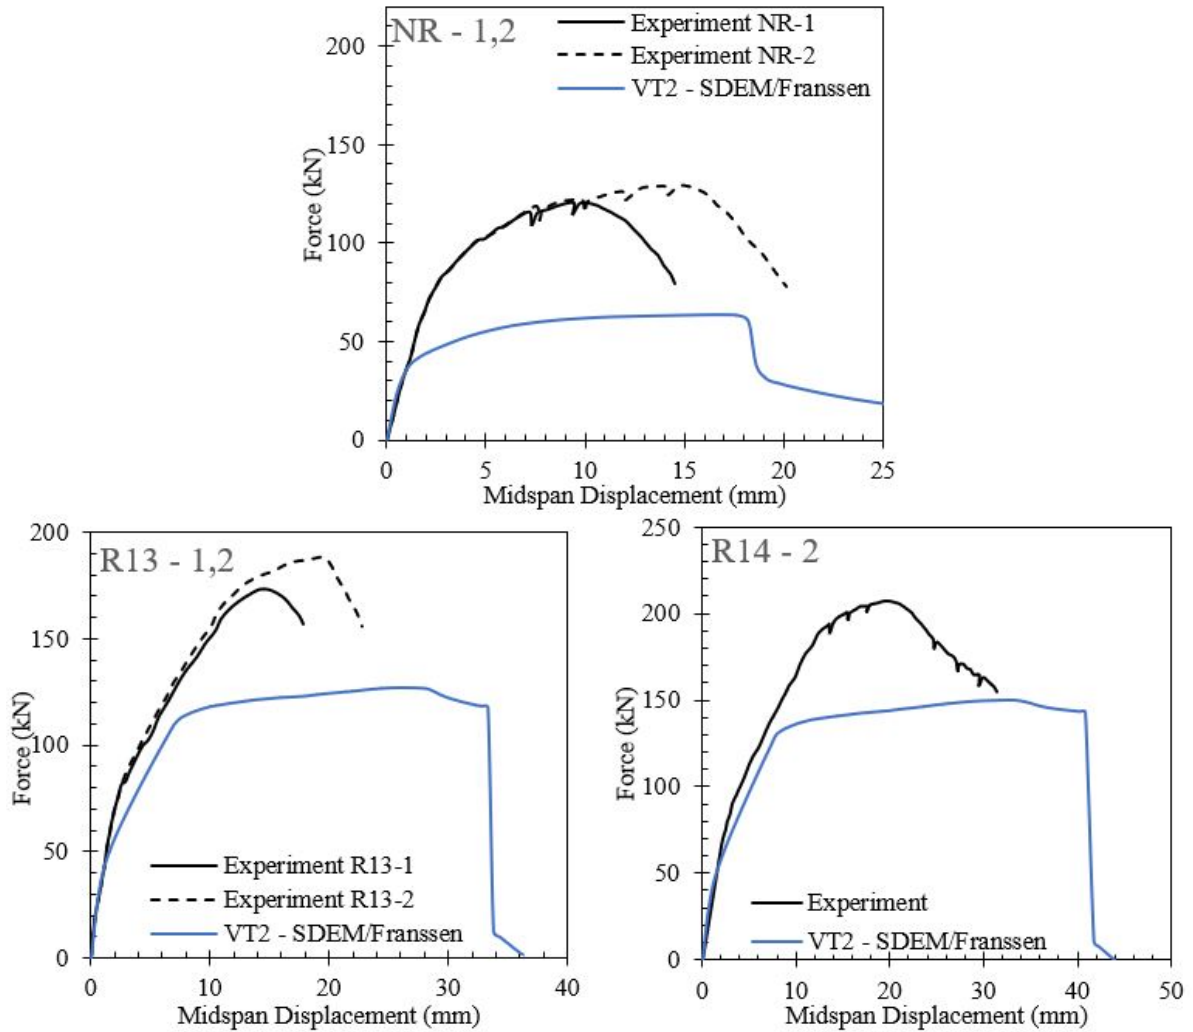 NR - 1,2
Experiment NR-1
Experiment NR-2
VT2 - SDEM/Franssen
Force (kN)
200
150
100
50
0
0 5 10 15 20 25
Midspan Displacement (mm)
R13 - 1,2
Force (kN)
200
150
100
50
0
Experiment R13-1
Experiment R13-2
VT2 - SDEM/Franssen
0 10 20 30 40
Midspan Displacement (mm)
R14 - 2
Force (kN)
250
200
150
100
50
0
Experiment
VT2 - SDEM/Franssen
0 10 20 30 40 50
Midspan Displacement (mm)